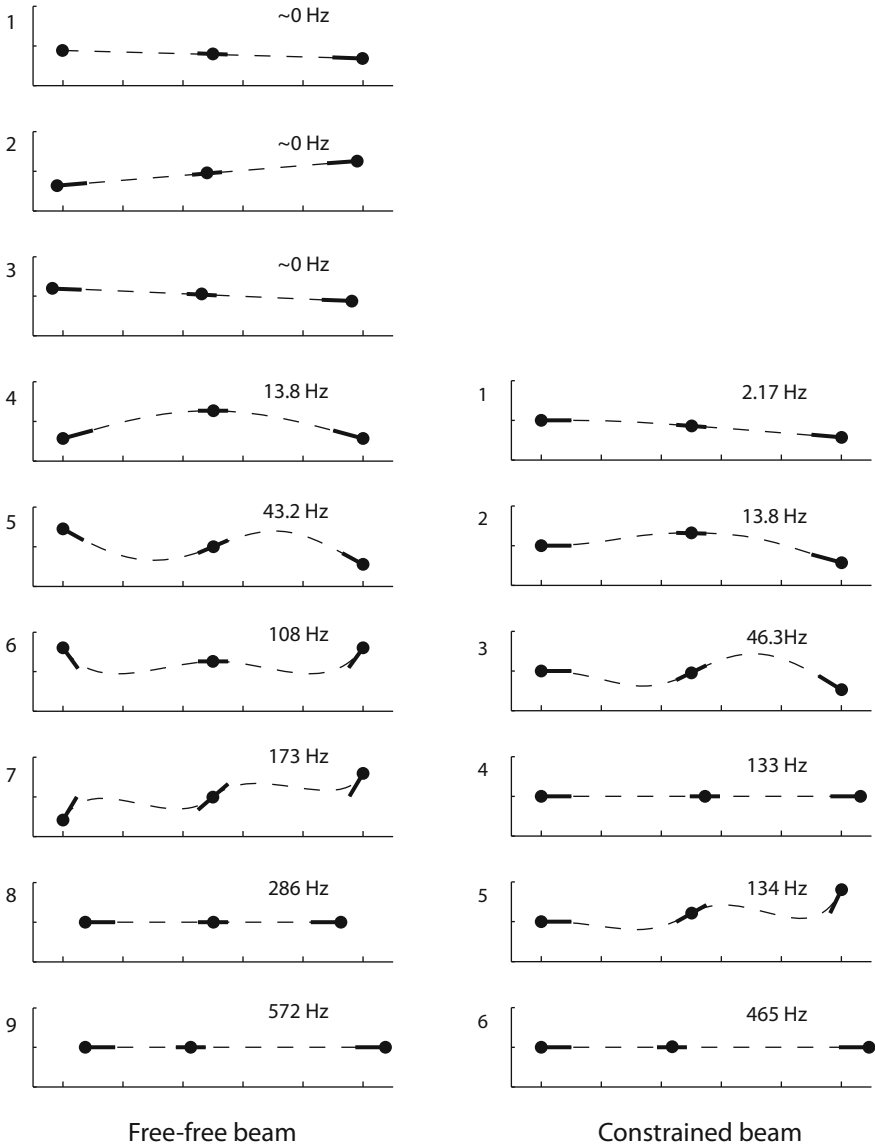 1 ~0 Hz
2 ~0 Hz
3 ~0 Hz
4 13.8 Hz
1 2.17 Hz
5 43.2 Hz
2 13.8 Hz
6 108 Hz
3 46.3Hz
7 173 Hz
4 133 Hz
8 286 Hz
5 134 Hz
9 572 Hz
6 465 Hz
Free-free beam
Constrained beam